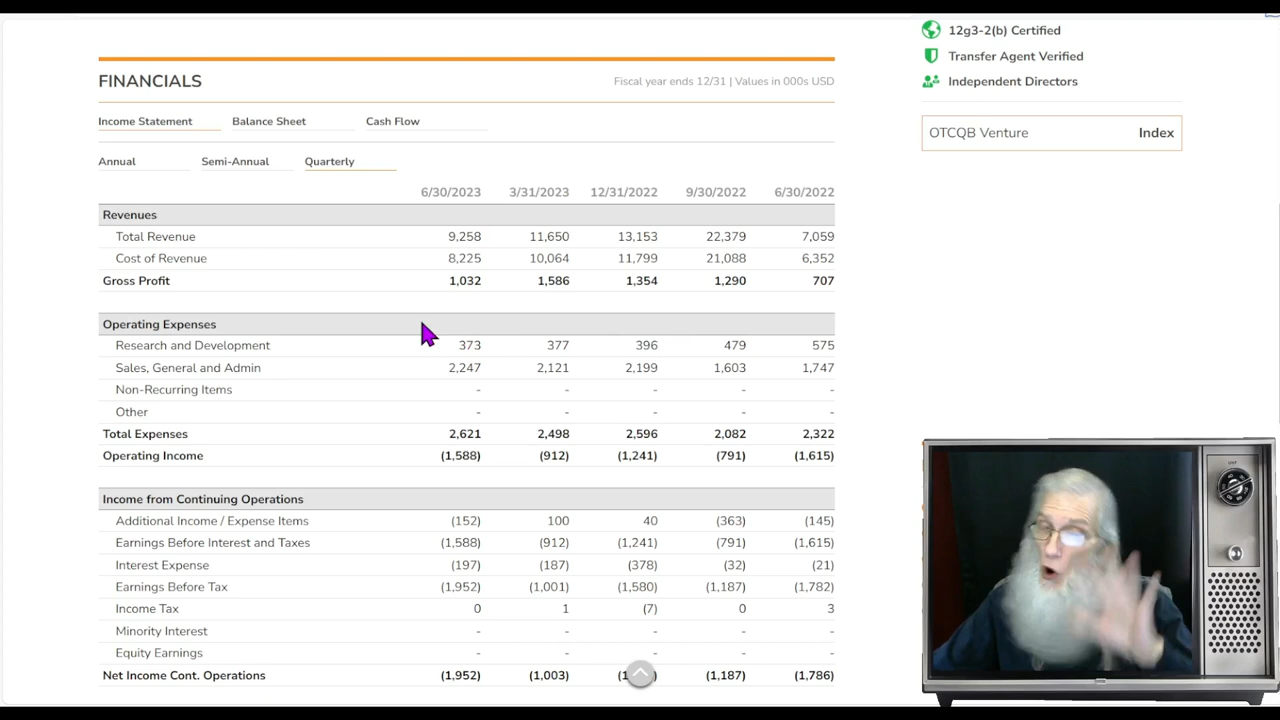 12g3-2(b) Certified
FINANCIALS Fiscal year ends 12/31 | Values in 000s USD
Transfer Agent Verified
Independent Directors
Income Statement Balance Sheet Cash Flow
OTCQB Venture Index
Annual Semi-Annual Quarterly
6/30/2023 3/31/2023 12/31/2022 9/30/2022 6/30/2022
Revenues
Total Revenue 9,258 11,650 13,153 22,379 7,059
Cost of Revenue 8,225 10,064 11,799 21,088 6,352
Gross Profit 1,032 1,586 1,354 1,290 707
Operating Expenses
Research and Development 373 377 396 479 575
Sales, General and Admin 2,247 2,121 2,199 1,603 1,747
Non-Recurring Items - - - - -
Other - - - - -
Total Expenses 2,621 2,498 2,596 2,082 2,322
Operating Income (1,588) (912) (1,241) (791) (1,615)
Income from Continuing Operations
Additional Income / Expense Items (152) 100 40 (363) (145)
Earnings Before Interest and Taxes (1,588) (912) (1,241) (791) (1,615)
Interest Expense (197) (187) (378) (32) (21)
Earnings Before Tax (1,952) (1,001) (1,580) (1,187) (1,782)
Income Tax 0 1 (7) 0 3
Minority Interest - - - - -
Equity Earnings - - - - -
Net Income Cont. Operations (1,952) (1,003) (1,187) (1,786)